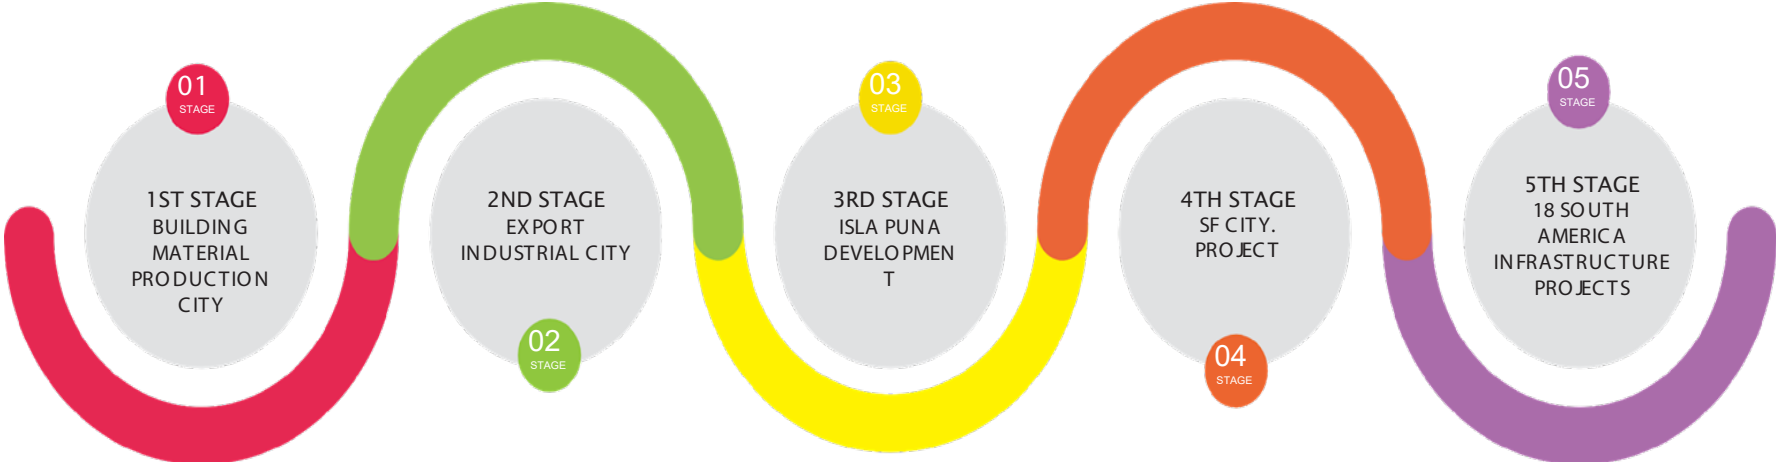 01
STAGE
1ST STAGE
BUILDING
MATERIAL
PRODUCTION
CITY
2ND STAGE
EXPORT
INDUSTRIAL CITY
02
STAGE
03
STAGE
3RD STAGE
ISLA PUNA
DEVELOPMEN
T
4TH STAGE
SF CITY.
PROJECT
04
STAGE
05
STAGE
5TH STAGE
18 SOUTH
AMERICA
INFRASTRUCTURE
PROJECTS